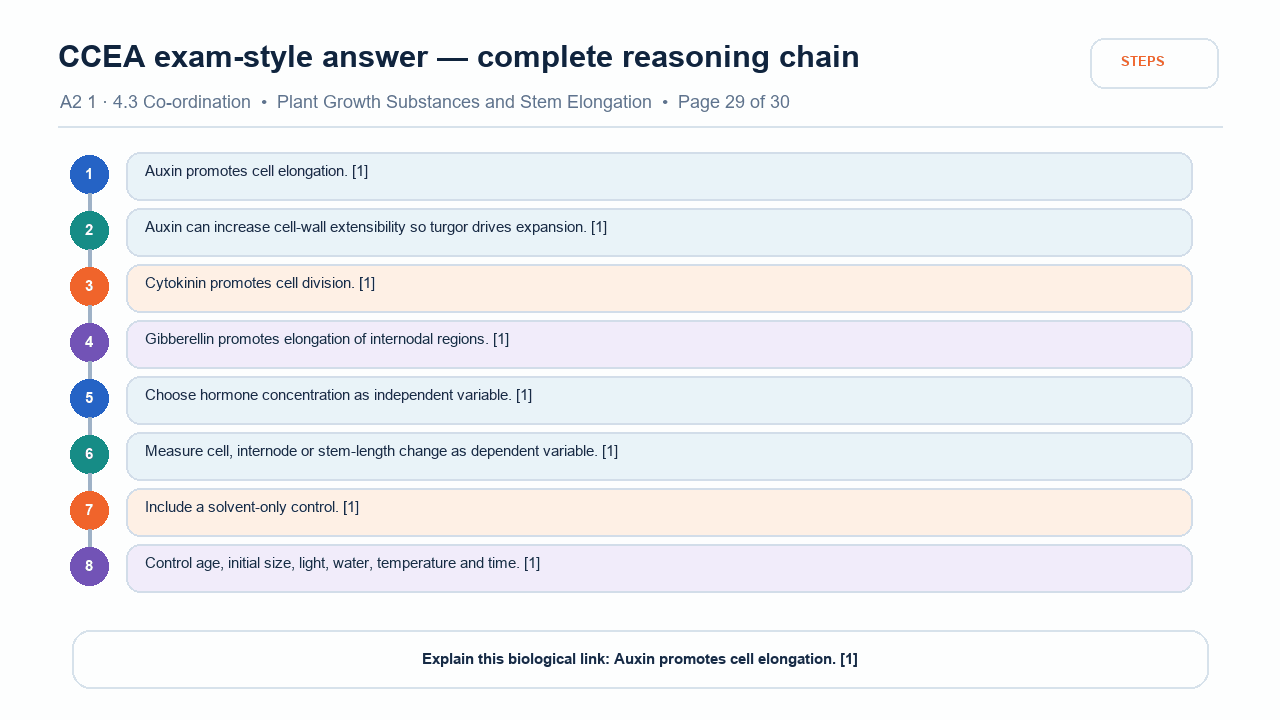 CCEA exam-style answer — complete reasoning chain
STEPS
A2 1 · 4.3 Co-ordination • Plant Growth Substances and Stem Elongation • Page 29 of 30
1 Auxin promotes cell elongation. [1]
2 Auxin can increase cell-wall extensibility so turgor drives expansion. [1]
3 Cytokinin promotes cell division. [1]
4 Gibberellin promotes elongation of internodal regions. [1]
5 Choose hormone concentration as independent variable. [1]
6 Measure cell, internode or stem-length change as dependent variable. [1]
7 Include a solvent-only control. [1]
8 Control age, initial size, light, water, temperature and time. [1]
Explain this biological link: Auxin promotes cell elongation. [1]